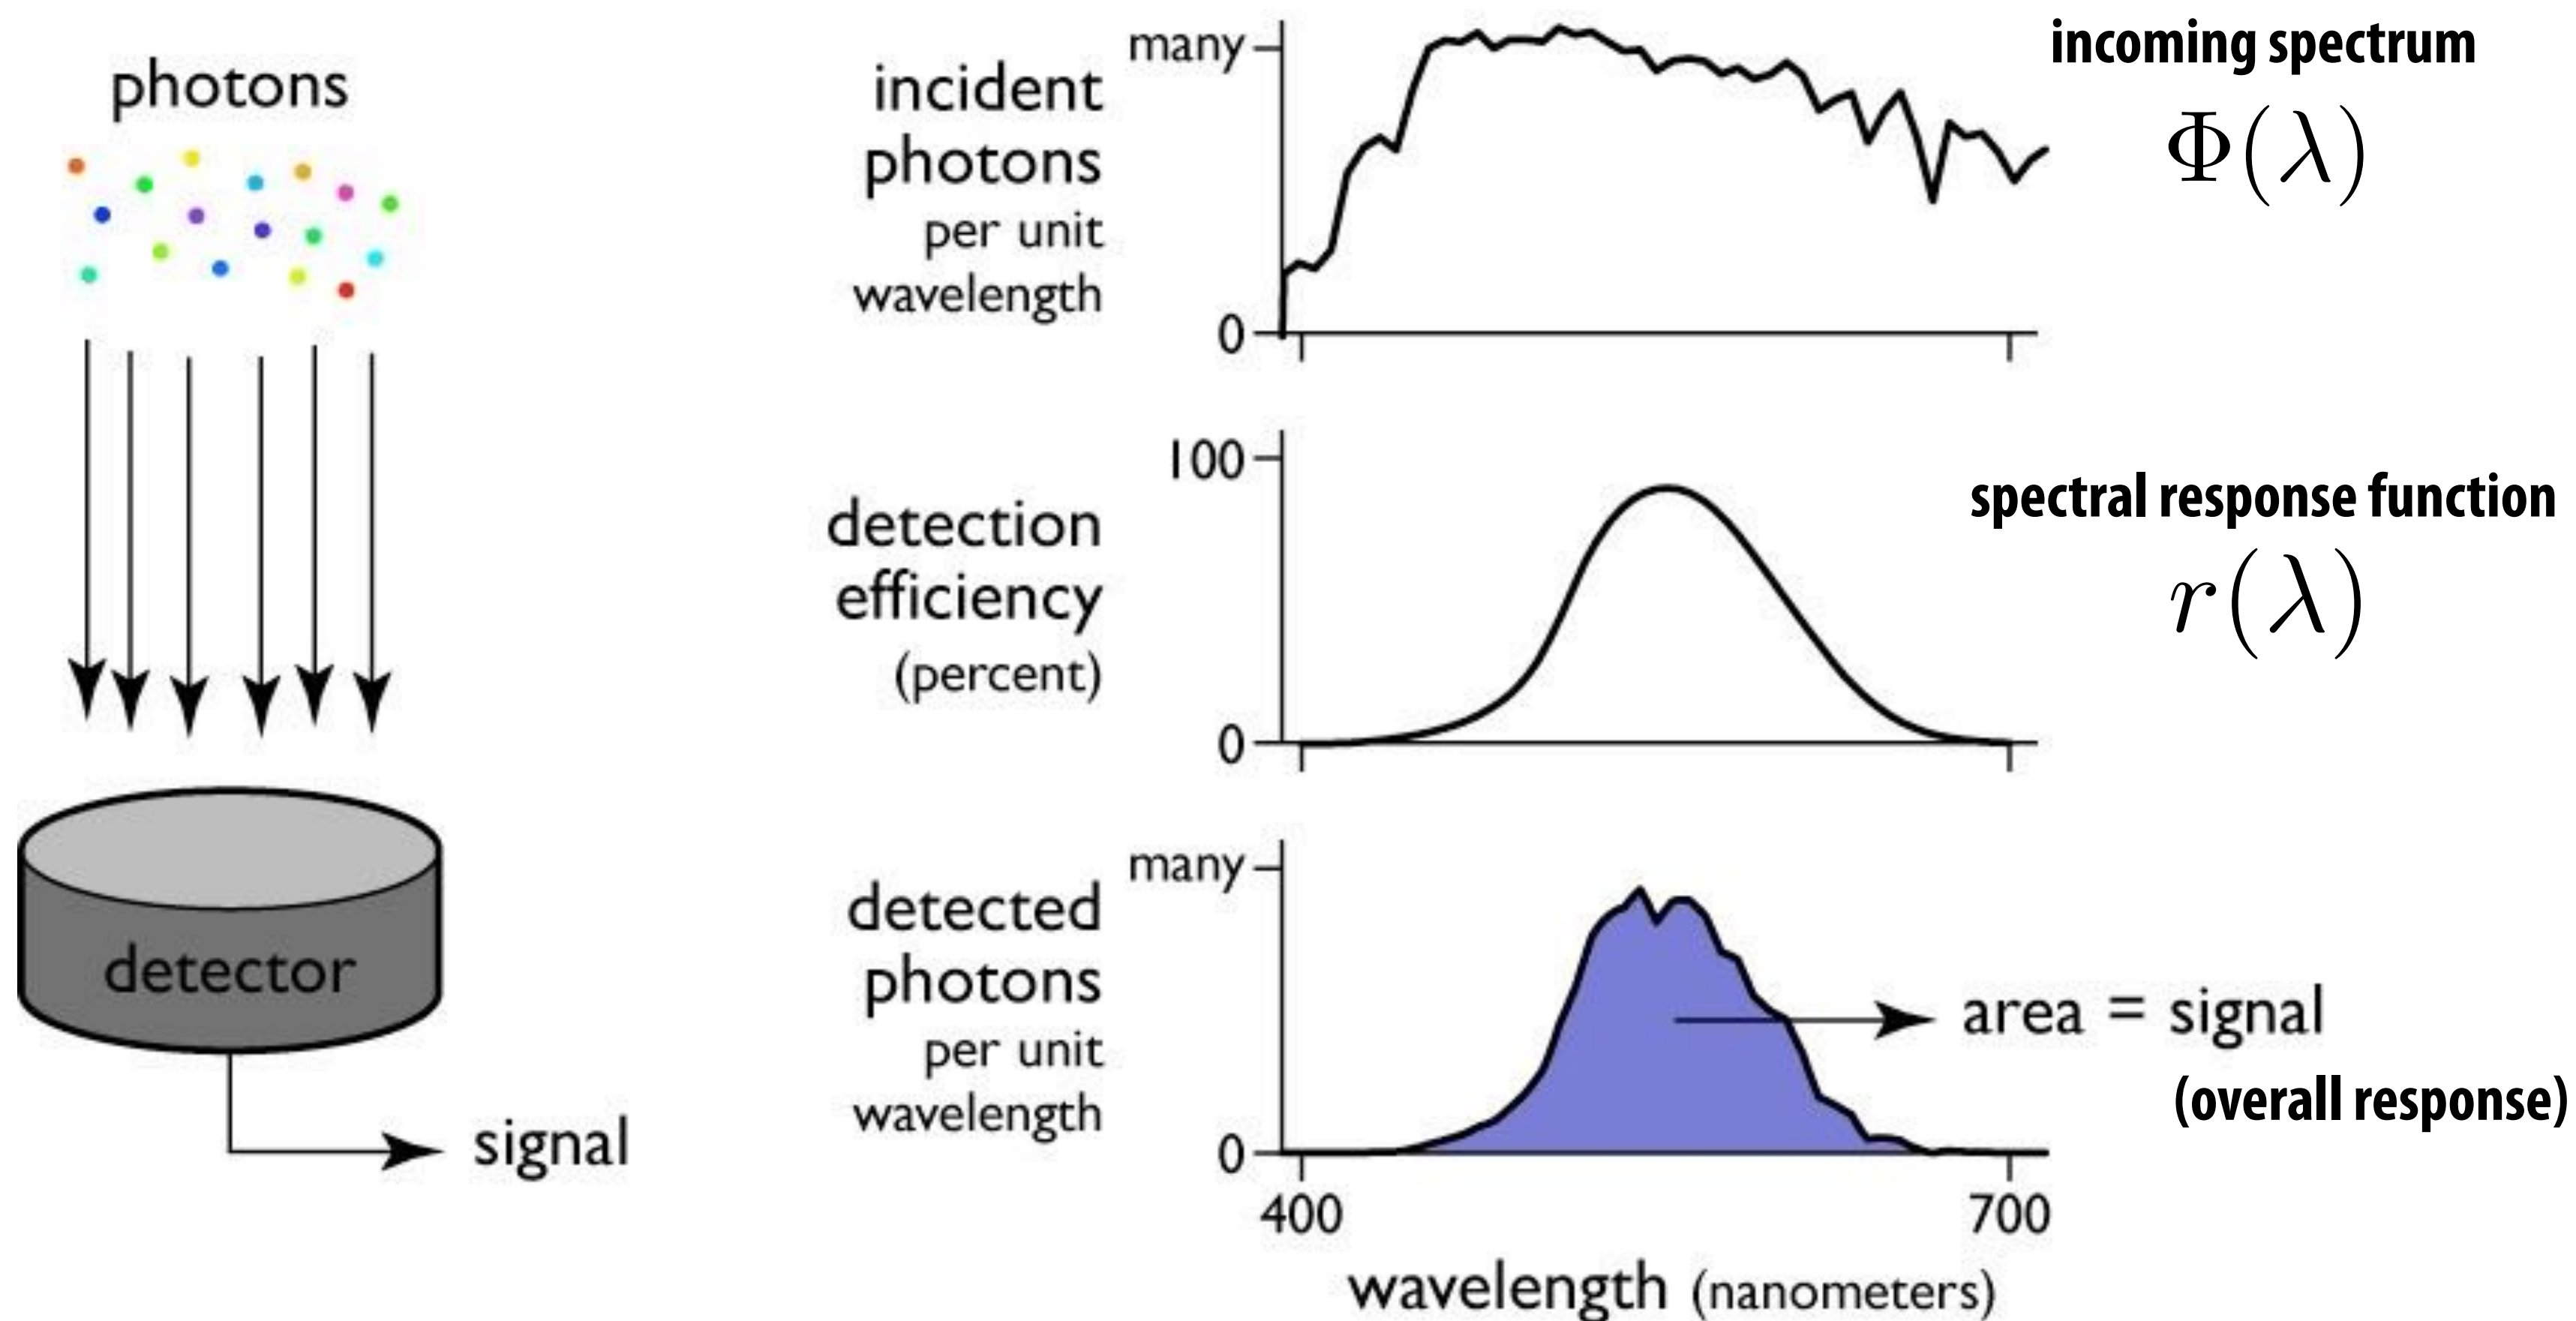 photons
detector
signal
incident
photons
per unit
wavelength
many
0
incoming spectrum
Φ(λ)
detection
efficiency
(percent)
100
0
spectral response function
r(λ)
detected
photons
per unit
wavelength
many
0
area = signal
(overall response)
400
700
wavelength (nanometers)